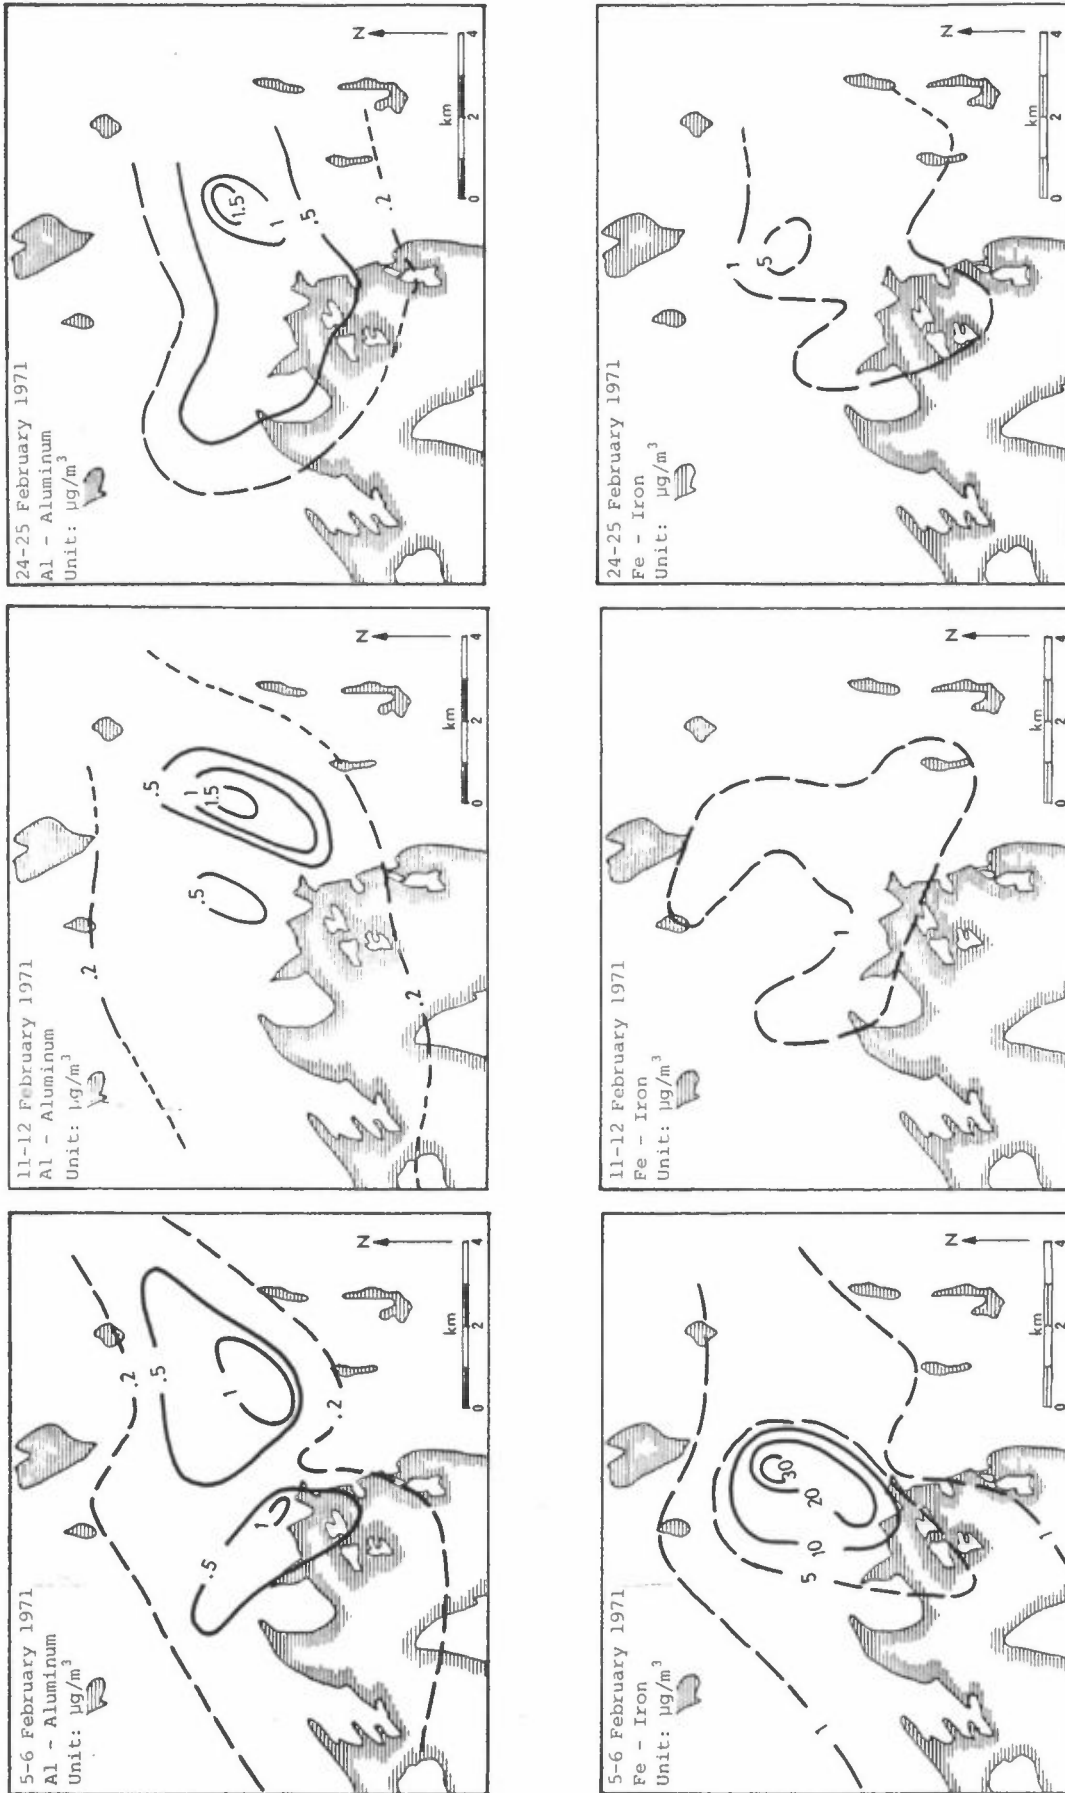 24-25 February 1971
Al - Aluminum
Unit: µg/m³
1.5
1
.5
.2
N
km
0 2 4
24-25 February 1971
Fe - Iron
Unit: µg/m³
1
5
N
km
0 2 4
11-12 February 1971
Al - Aluminum
Unit: µg/m³
.2
.5
.5
1
1.5
.2
N
km
0 2 4
11-12 February 1971
Fe - Iron
Unit: µg/m³
1
N
km
0 2 4
5-6 February 1971
Al - Aluminum
Unit: µg/m³
.2
.5
1
.5
1
.2
N
km
0 2 4
5-6 February 1971
Fe - Iron
Unit: µg/m³
30
20
10
5
1
1
N
km
0 2 4